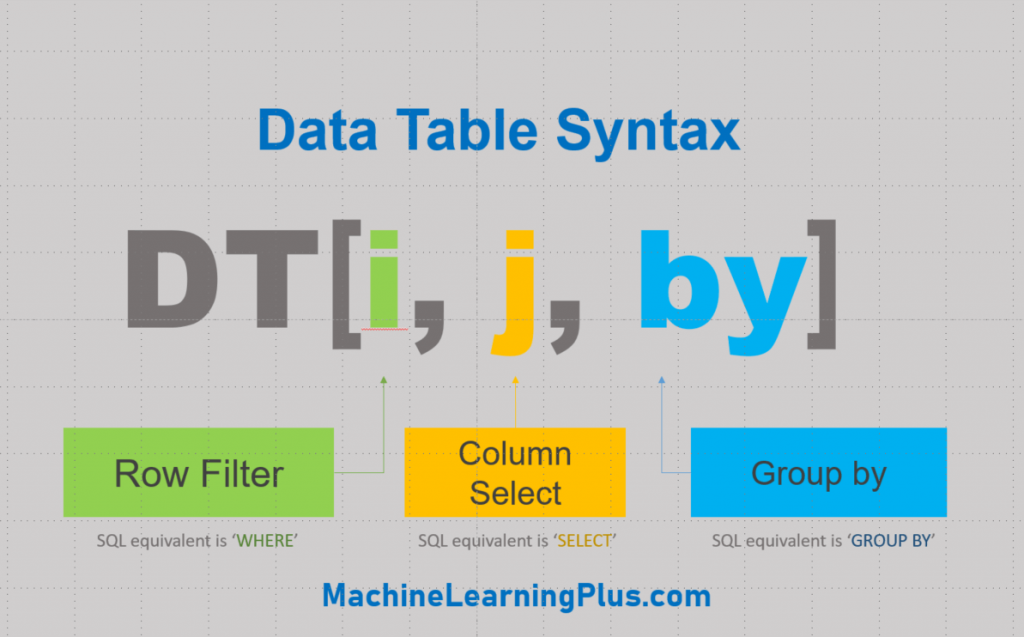 Data Table Syntax
DT[i, j, by]
Row Filter
Column
Select
Group by
SQL equivalent is ‘WHERE’
SQL equivalent is ‘SELECT’
SQL equivalent is ‘GROUP BY’
MachineLearningPlus.com